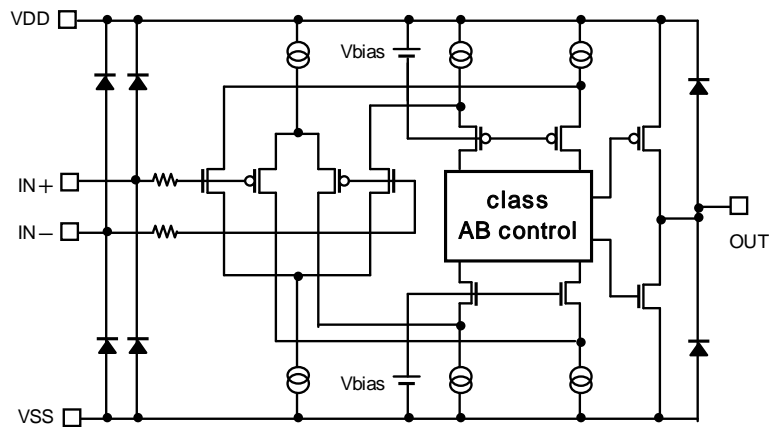 VDD
Vbias
IN+
IN−
class
AB control
OUT
Vbias
VSS